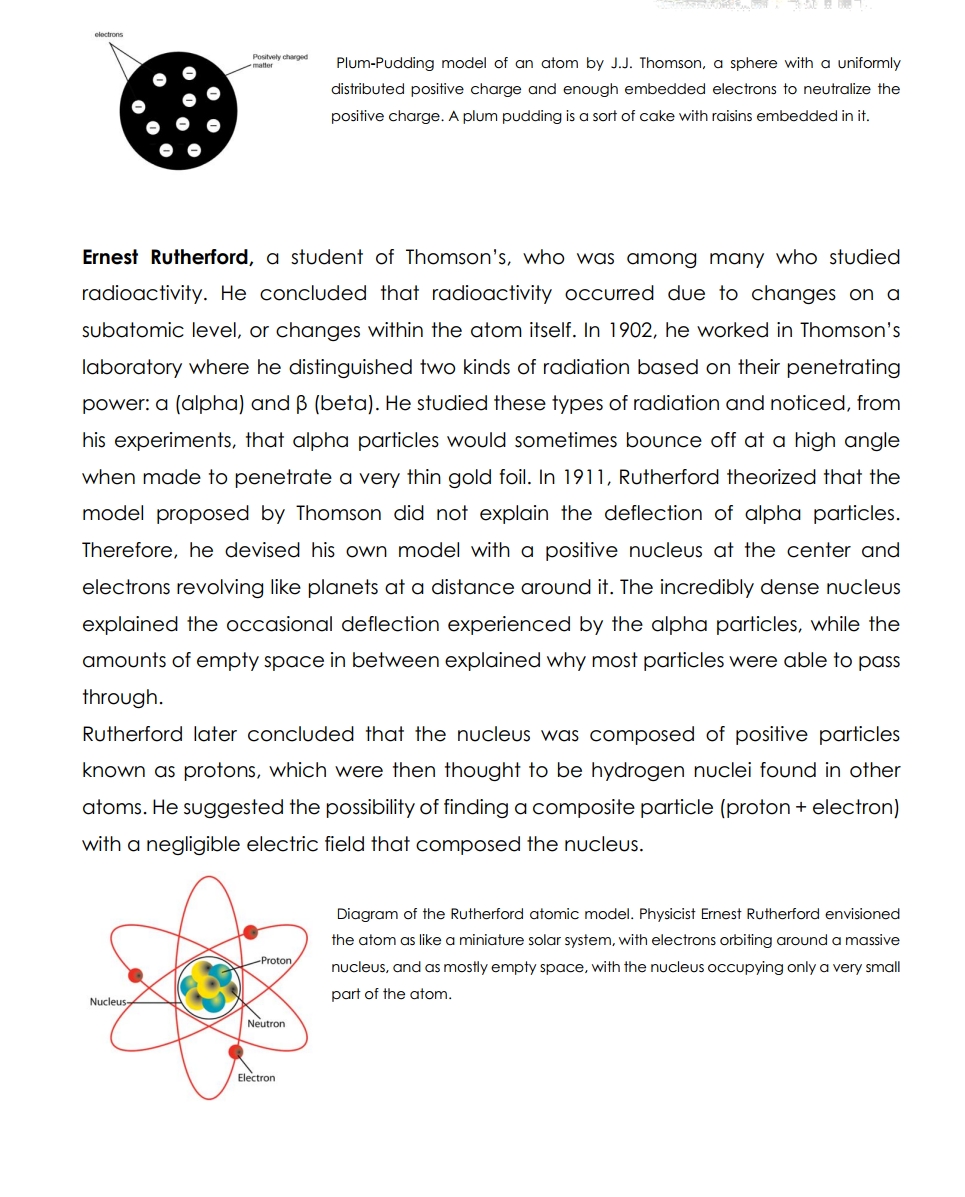 electrons
Positvely charged
matter
Plum-Pudding model of an atom by J.J. Thomson, a sphere with a uniformly
distributed positive charge and enough embedded electrons to neutralize the
positive charge. A plum pudding is a sort of cake with raisins embedded in it.
Ernest Rutherford, a student of Thomson's, who was among many who studied
radioactivity. He concluded that radioactivity occurred due to changes on a
subatomic level, or changes within the atom itself. In 1902, he worked in Thomson's
laboratory where he distinguished two kinds of radiation based on their penetrating
power: α (alpha) and β (beta). He studied these types of radiation and noticed, from
his experiments, that alpha particles would sometimes bounce off at a high angle
when made to penetrate a very thin gold foil. In 1911, Rutherford theorized that the
model proposed by Thomson did not explain the deflection of alpha particles.
Therefore, he devised his own model with a positive nucleus at the center and
electrons revolving like planets at a distance around it. The incredibly dense nucleus
explained the occasional deflection experienced by the alpha particles, while the
amounts of empty space in between explained why most particles were able to pass
through.
Rutherford later concluded that the nucleus was composed of positive particles
known as protons, which were then thought to be hydrogen nuclei found in other
atoms. He suggested the possibility of finding a composite particle (proton + electron)
with a negligible electric field that composed the nucleus.
Diagram of the Rutherford atomic model. Physicist Ernest Rutherford envisioned
the atom as like a miniature solar system, with electrons orbiting around a massive
nucleus, and as mostly empty space, with the nucleus occupying only a very small
part of the atom.
Proton
Nucleus
Neutron
Electron